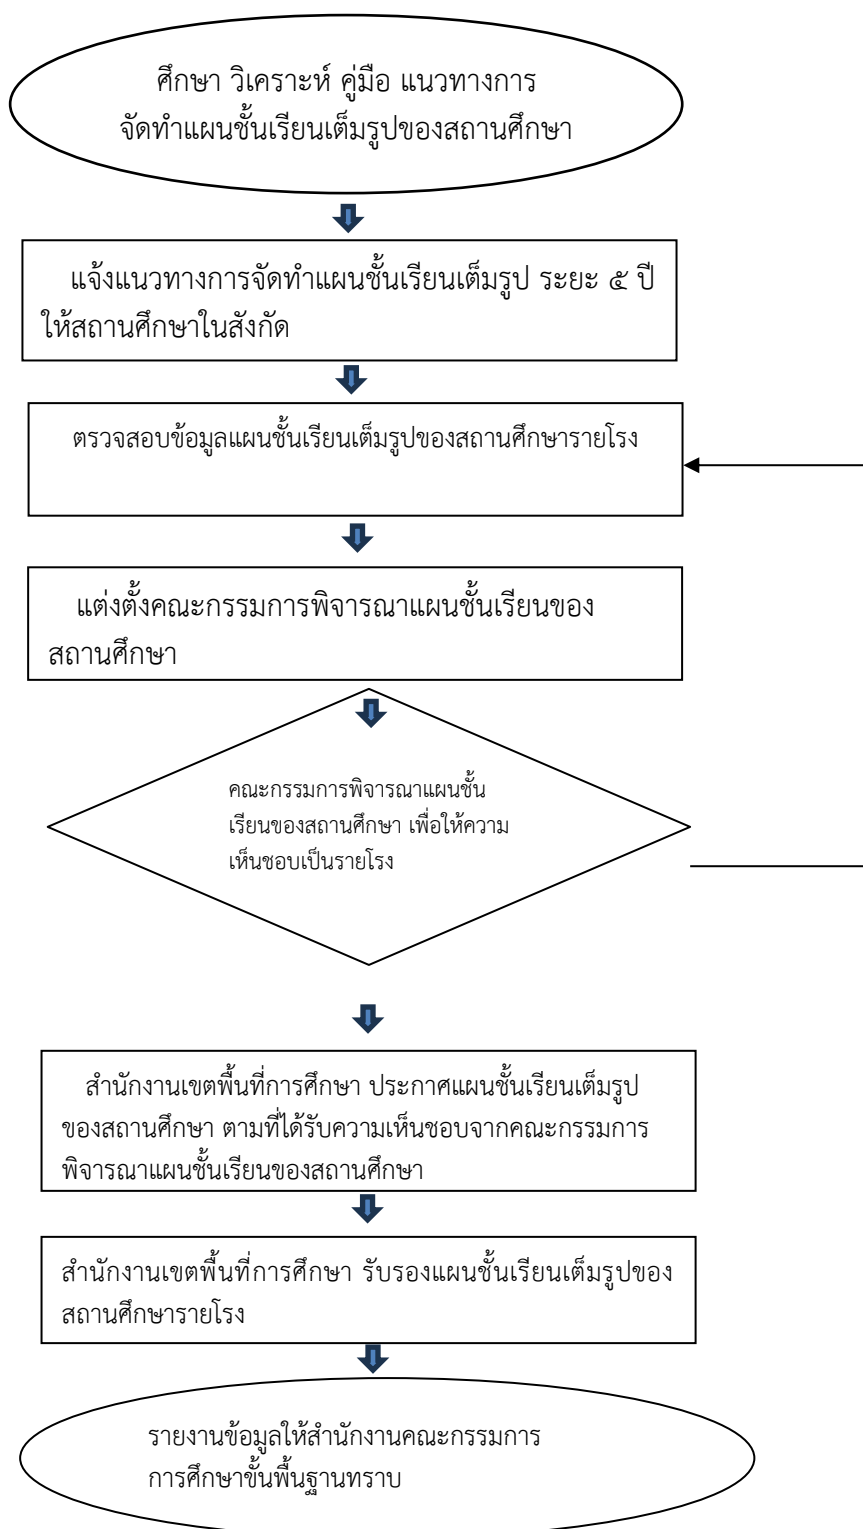 ศึกษา วิเคราะห์ คู่มือ แนวทางการ
จัดทำแผนชั้นเรียนเต็มรูปของสถานศึกษา
แจ้งแนวทางการจัดทำแผนชั้นเรียนเต็มรูป ระยะ ๕ ปี
ให้สถานศึกษาในสังกัด
ตรวจสอบข้อมูลแผนชั้นเรียนเต็มรูปของสถานศึกษารายโรง
แต่งตั้งคณะกรรมการพิจารณาแผนชั้นเรียนของ
สถานศึกษา
คณะกรรมการพิจารณาแผนชั้น
เรียนของสถานศึกษา เพื่อให้ความ
เห็นชอบเป็นรายโรง
สำนักงานเขตพื้นที่การศึกษา ประกาศแผนชั้นเรียนเต็มรูป
ของสถานศึกษา ตามที่ได้รับความเห็นชอบจากคณะกรรมการ
พิจารณาแผนชั้นเรียนของสถานศึกษา
สำนักงานเขตพื้นที่การศึกษา รับรองแผนชั้นเรียนเต็มรูปของ
สถานศึกษารายโรง
รายงานข้อมูลให้สำนักงานคณะกรรมการ
การศึกษาขั้นพื้นฐานทราบ